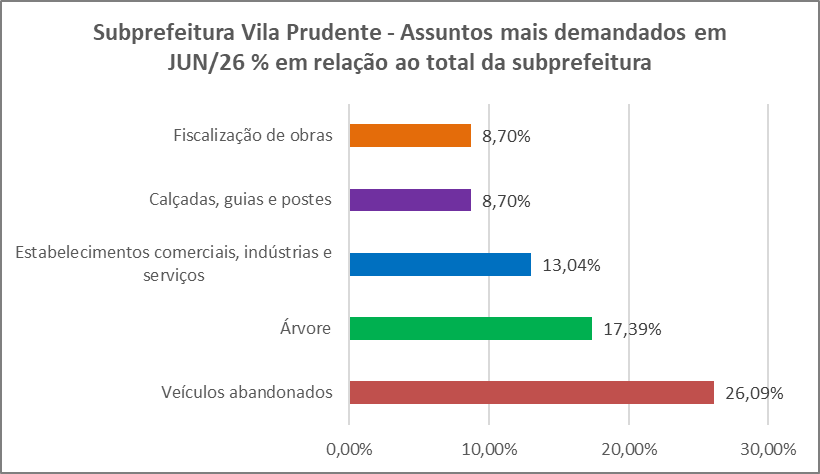 Subprefeitura Vila Prudente - Assuntos mais demandados em
JUN/26 % em relação ao total da subprefeitura
Fiscalização de obras
8,70%
Calçadas, guias e postes
8,70%
Estabelecimentos comerciais, indústrias e
serviços
13,04%
Árvore
17,39%
Veículos abandonados
26,09%
0,00% 10,00% 20,00% 30,00%